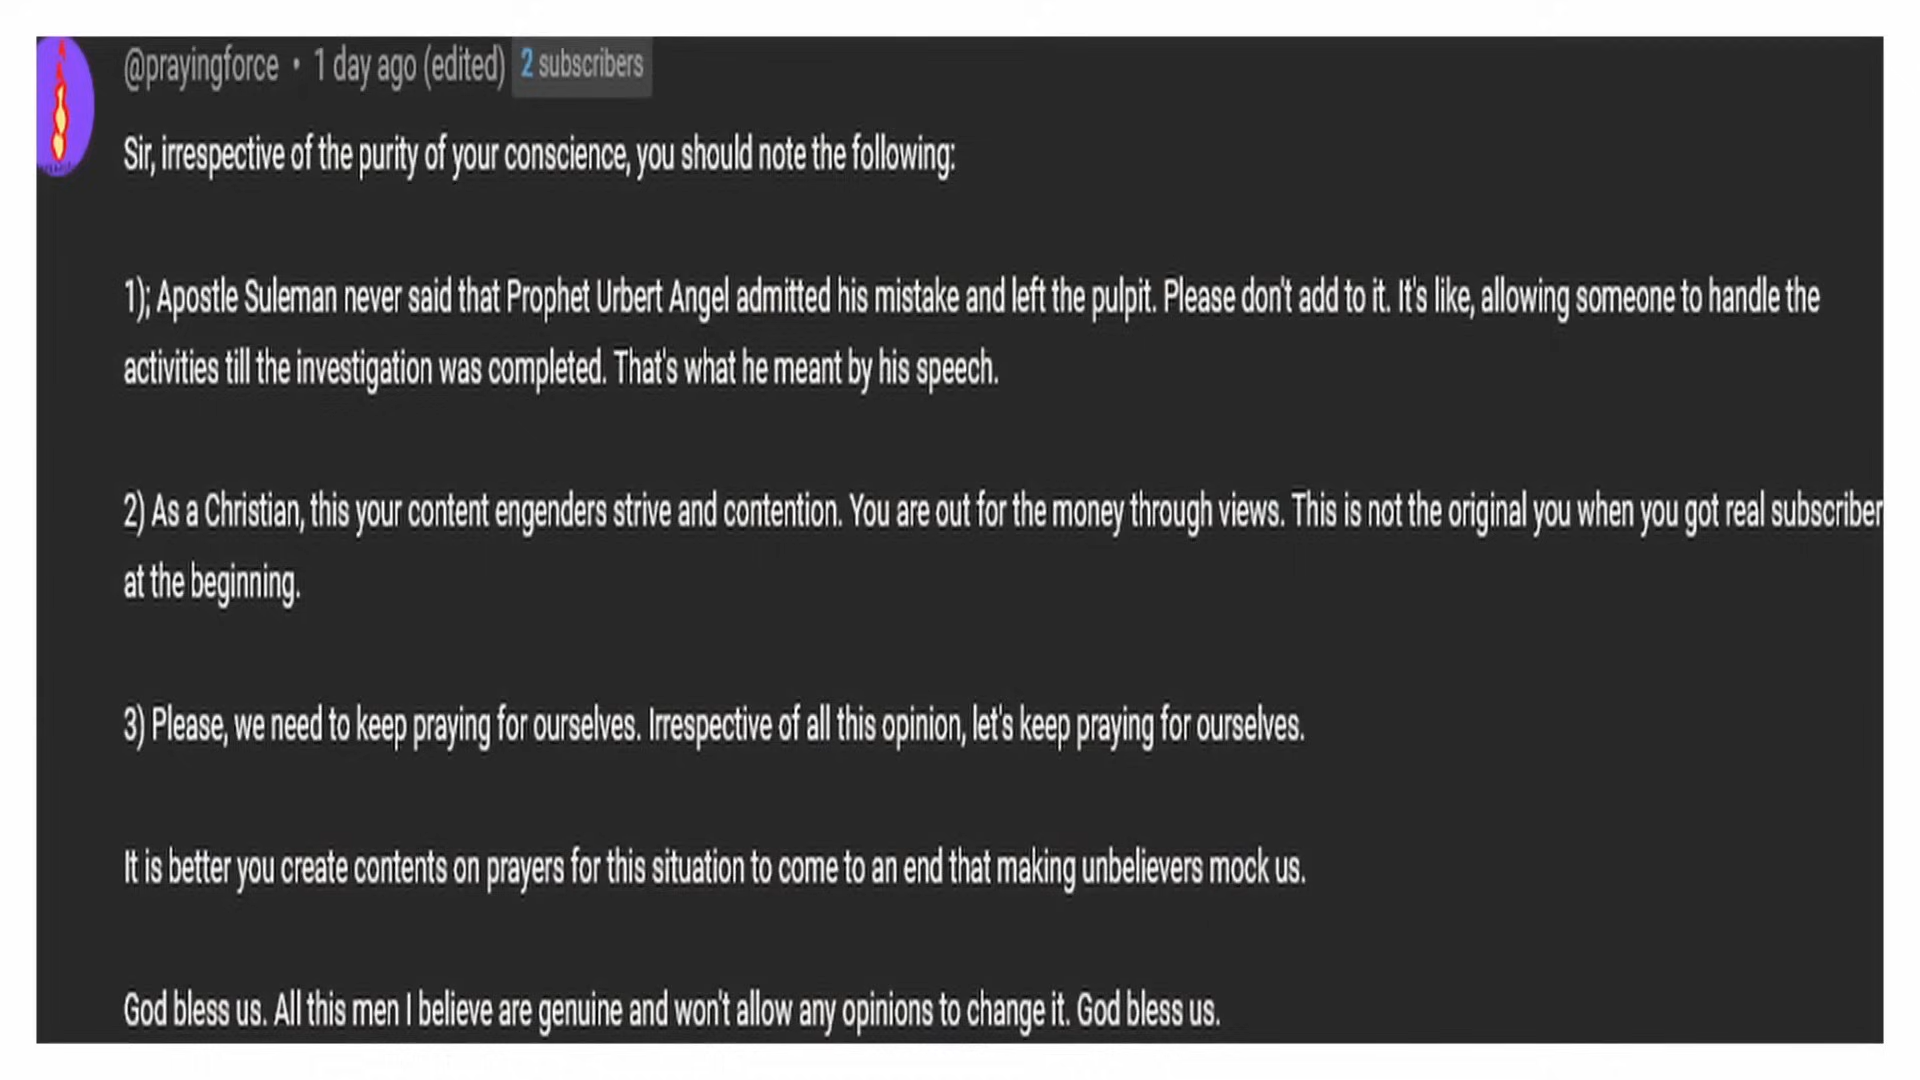 @prayingforce • 1 day ago (edited) 2 subscribers
Sir, irrespective of the purity of your conscience, you should note the following:
1); Apostle Suleman never said that Prophet Urbert Angel admitted his mistake and left the pulpit. Please don't add to it. It's like, allowing someone to handle the
activities till the investigation was completed. That's what he meant by his speech.
2) As a Christian, this your content engenders strive and contention. You are out for the money through views. This is not the original you when you got real subscriber
at the beginning.
3) Please, we need to keep praying for ourselves. Irrespective of all this opinion, let's keep praying for ourselves.
It is better you create contents on prayers for this situation to come to an end that making unbelievers mock us.
God bless us. All this men I believe are genuine and won't allow any opinions to change it. God bless us.